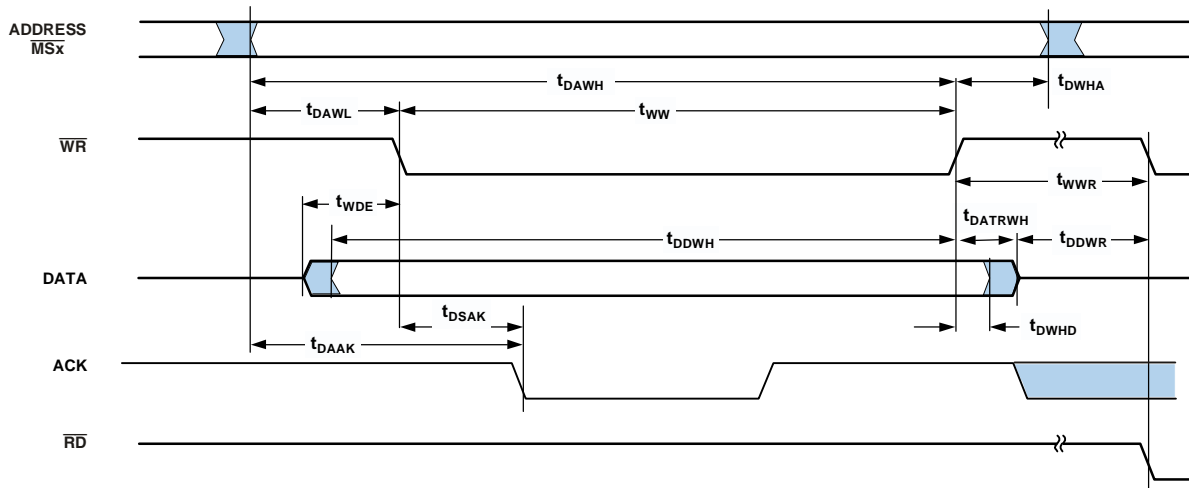 ADDRESS
MSx
tDAWH
tDWHA
tDAWL
tWW
WR
tWWR
tWDE
tDATRWH
tDDWH
tDDWR
DATA
tDSAK
tDWHD
tDAAK
ACK
RD